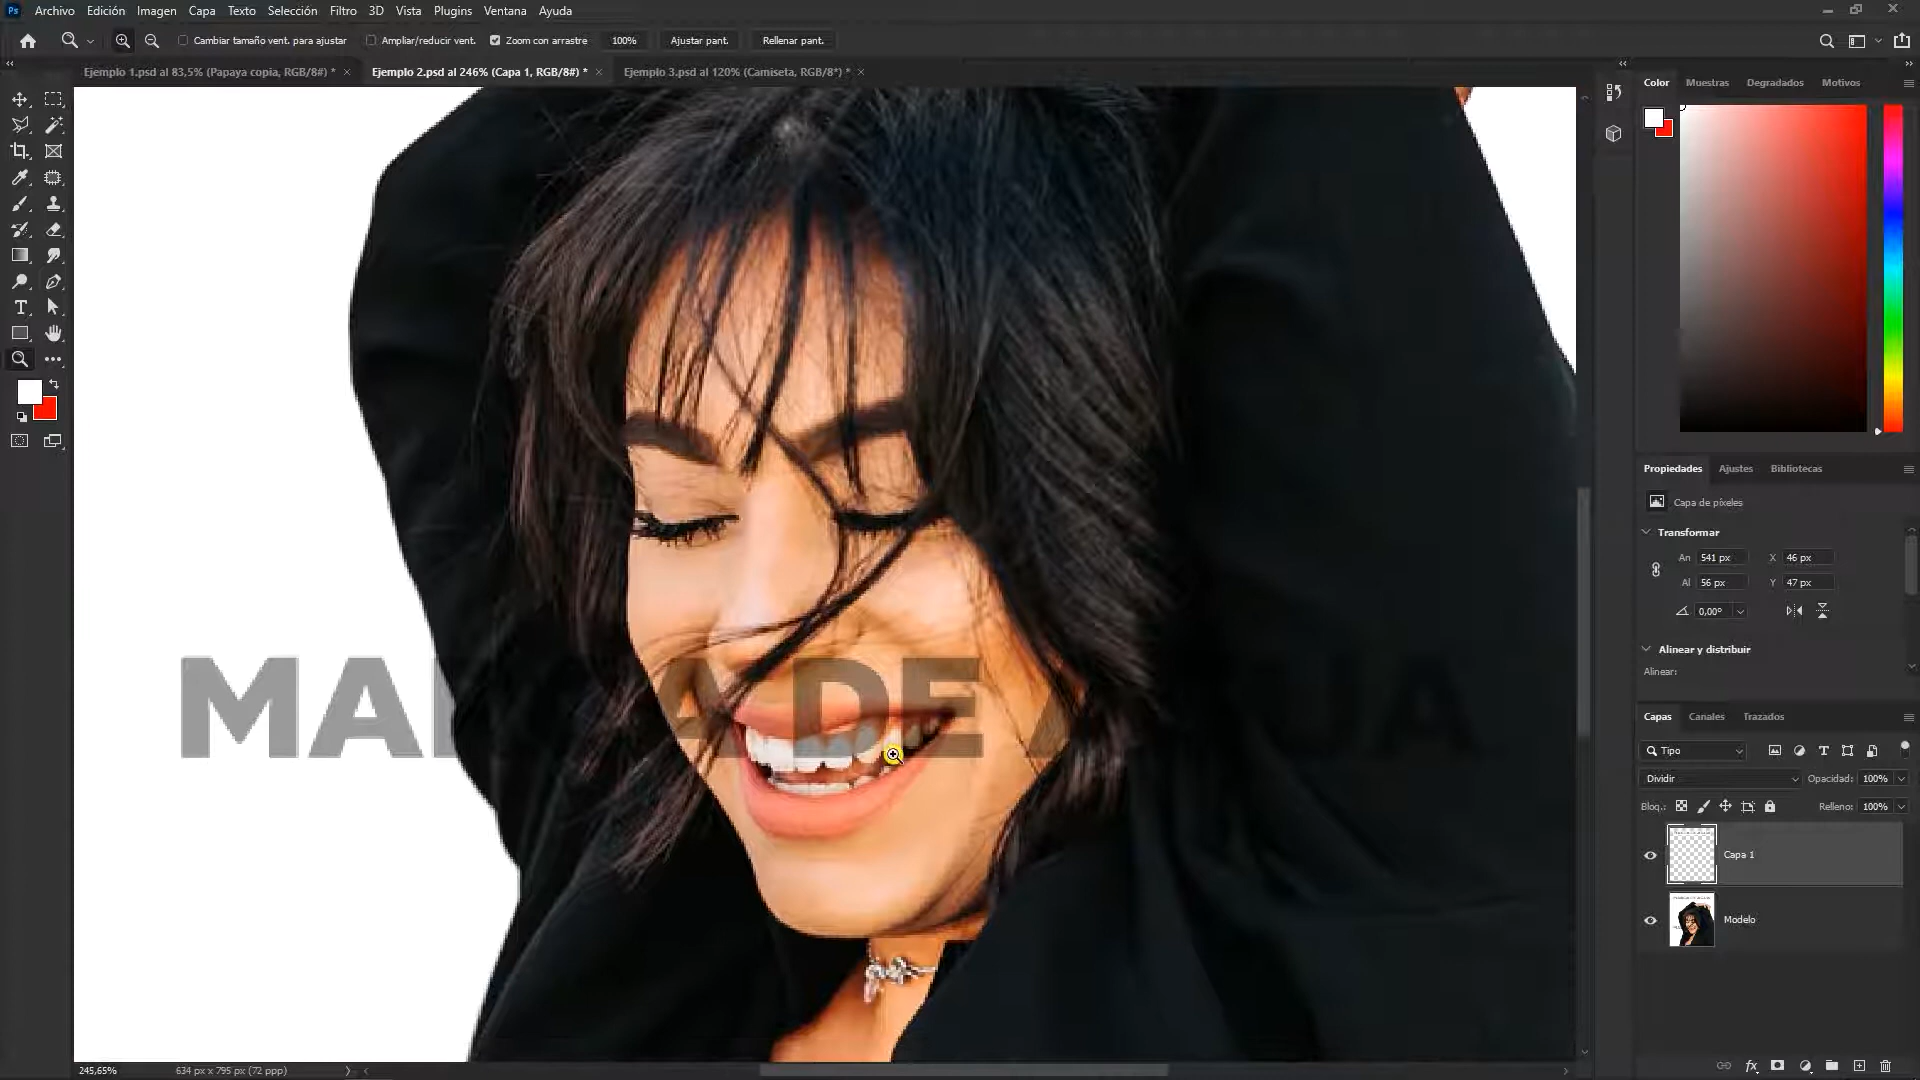 Ps Archivo Edición Imagen Capa Texto Selección Filtro 3D Vista Plugins Ventana Ayuda
Cambiar tamaño vent. para ajustar Ampliar/reducir vent. Zoom con arrastre 100% Ajustar pant. Rellenar pant.
Ejemplo 1.psd al 83,5% (Papaya copia, RGB/8#) * × Ejemplo 2.psd al 246% (Capa 1, RGB/8#) * × Ejemplo 3.psd al 120% (Camiseta, RGB/8*) * ×
Color Muestras Degradados Motivos
Propiedades Ajustes Bibliotecas
Capa de píxeles
Transformar
An 541 px X 46 px
Al 56 px Y 47 px
0,00°
Alinear y distribuir
Alinear:
MARCA DE AGUA
Capas Canales Trazados
Tipo
Dividir Opacidad: 100%
Bloq.: Relleno: 100%
Capa 1
Modelo
245,65% 634 px x 795 px (72 ppp)